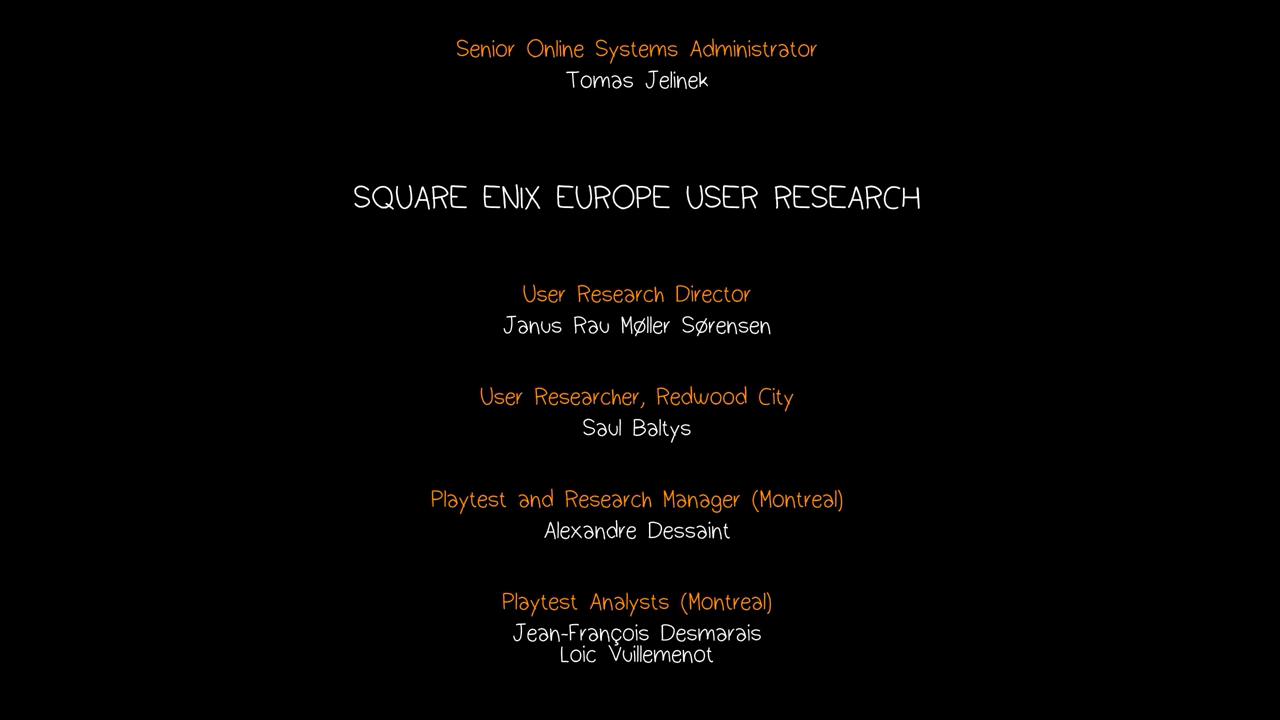 Senior Online Systems Administrator
Tomas Jelinek
SQUARE ENIX EUROPE USER RESEARCH
User Research Director
Janus Rau Møller Sørensen
User Researcher, Redwood City
Saul Baltys
Playtest and Research Manager (Montreal)
Alexandre Dessaint
Playtest Analysts (Montreal)
Jean-François Desmarais
Loic Vuillemenot